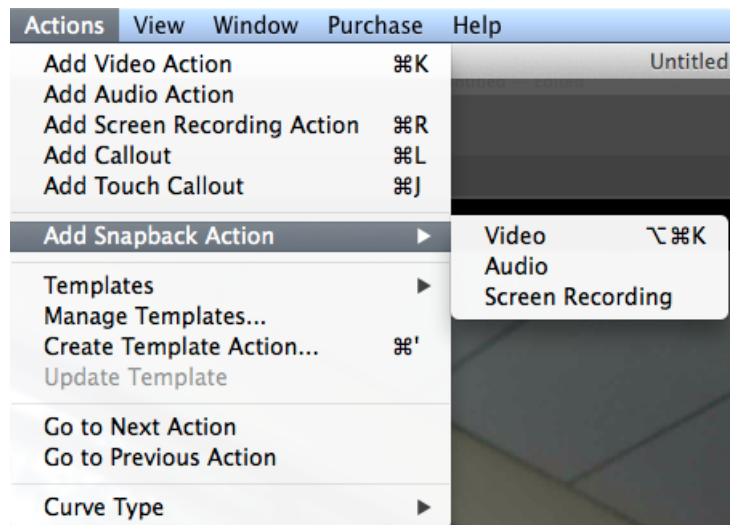 Actions View Window Purchase Help
Untitled
Add Video Action ⌘K
Add Audio Action
Add Screen Recording Action ⌘R
Add Callout ⌘L
Add Touch Callout ⌘J
Add Snapback Action ▶
Video ⌥⌘K
Audio
Screen Recording
Templates ▶
Manage Templates...
Create Template Action... ⌘'
Update Template
Go to Next Action
Go to Previous Action
Curve Type ▶